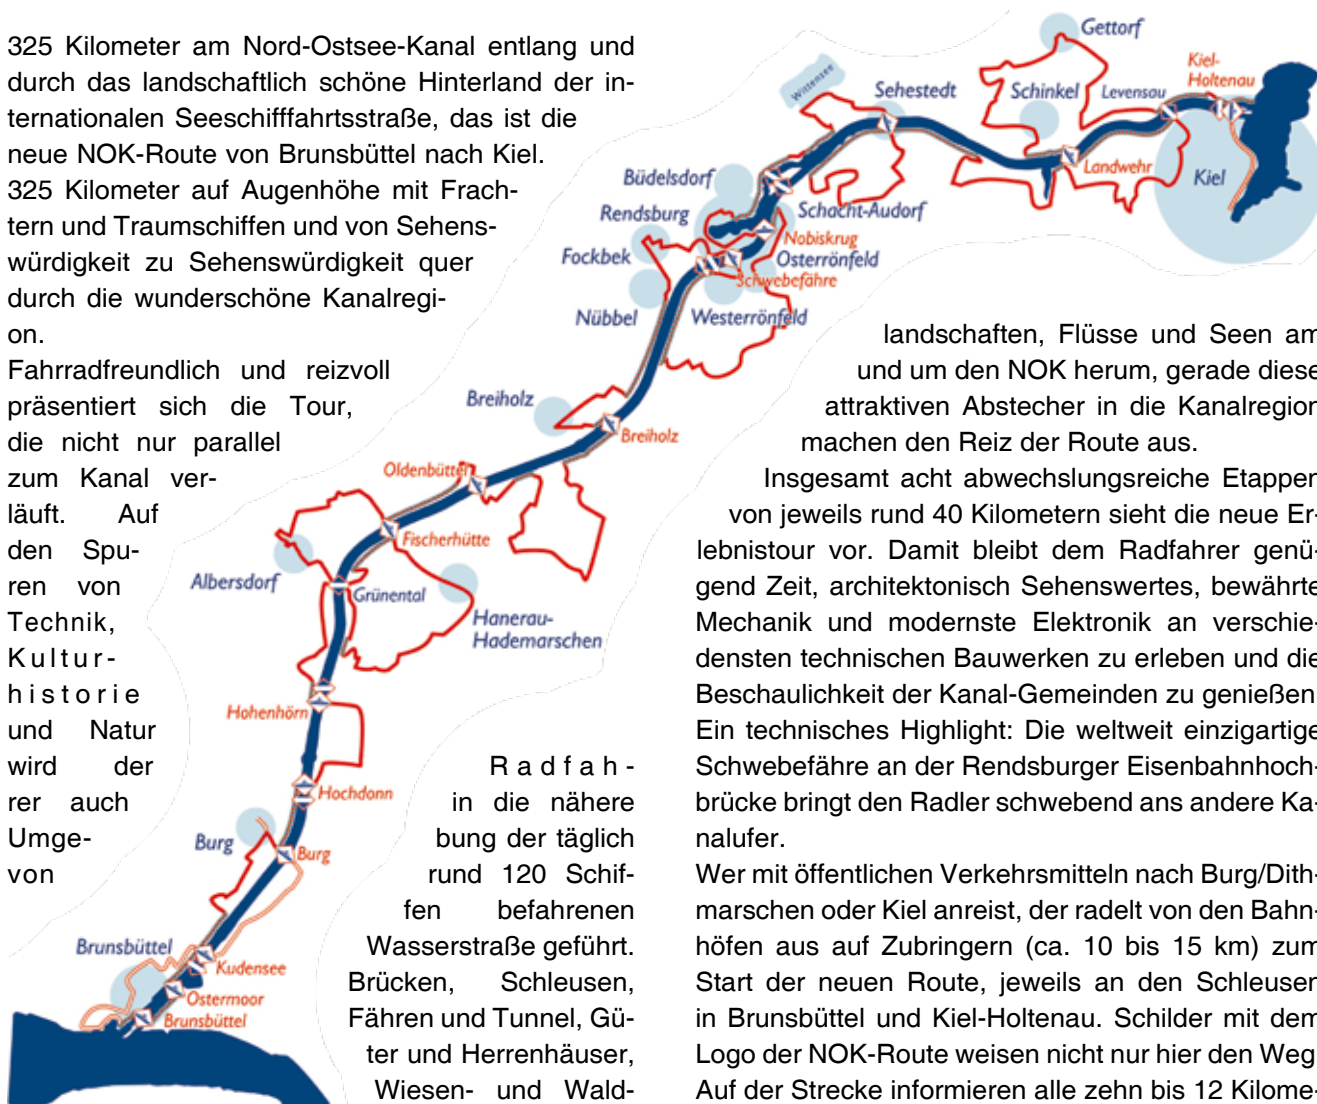 325 Kilometer am Nord-Ostsee-Kanal entlang und
durch das landschaftlich schöne Hinterland der in-
ternationalen Seeschifffahrtsstraße, das ist die
neue NOK-Route von Brunsbüttel nach Kiel.
325 Kilometer auf Augenhöhe mit Frach-
tern und Traumschiffen und von Sehens-
würdigkeit zu Sehenswürdigkeit quer
durch die wunderschöne Kanalregi-
on.
Fahrradfreundlich und reizvoll
präsentiert sich die Tour,
die nicht nur parallel
zum Kanal ver-
läuft. Auf
den Spu-
ren von
Technik,
Kultur-
historie
und Natur
wird der Radfah-
rer auch in die nähere
Umge- bung der täglich
von rund 120 Schif-
fen befahrenen
Wasserstraße geführt.
Brücken, Schleusen,
Fähren und Tunnel, Gü-
ter und Herrenhäuser,
Wiesen- und Wald-
landschaften, Flüsse und Seen am
und um den NOK herum, gerade diese
attraktiven Abstecher in die Kanalregion
machen den Reiz der Route aus.
Insgesamt acht abwechslungsreiche Etappen
von jeweils rund 40 Kilometern sieht die neue Er-
lebnistour vor. Damit bleibt dem Radfahrer genü-
gend Zeit, architektonisch Sehenswertes, bewährte
Mechanik und modernste Elektronik an verschie-
densten technischen Bauwerken zu erleben und die
Beschaulichkeit der Kanal-Gemeinden zu genießen
Ein technisches Highlight: Die weltweit einzigartige
Schwebefähre an der Rendsburger Eisenbahnhoch-
brücke bringt den Radler schwebend ans andere Ka-
nalufer.
Wer mit öffentlichen Verkehrsmitteln nach Burg/Dith-
marschen oder Kiel anreist, der radelt von den Bahn-
höfen aus auf Zubringern (ca. 10 bis 15 km) zum
Start der neuen Route, jeweils an den Schleusen
in Brunsbüttel und Kiel-Holtenau. Schilder mit dem
Logo der NOK-Route weisen nicht nur hier den Weg
Auf der Strecke informieren alle zehn bis 12 Kilome-
Gettorf
Kiel-
Holtenau
Wittensee
Sehestedt
Schinkel
Levensau
Landwehr
Kiel
Büdelsdorf
Rendsburg
Schacht-Audorf
Nobiskrug
Fockbek
Osterrönfeld
Schwebefähre
Nübbel
Westerrönfeld
Breiholz
Breiholz
Oldenbüttel
Fischerhütte
Albersdorf
Grünental
Hanerau-
Hademarschen
Hohenhörn
Hochdonn
Burg
Burg
Brunsbüttel
Kudensee
Ostermoor
Brunsbüttel